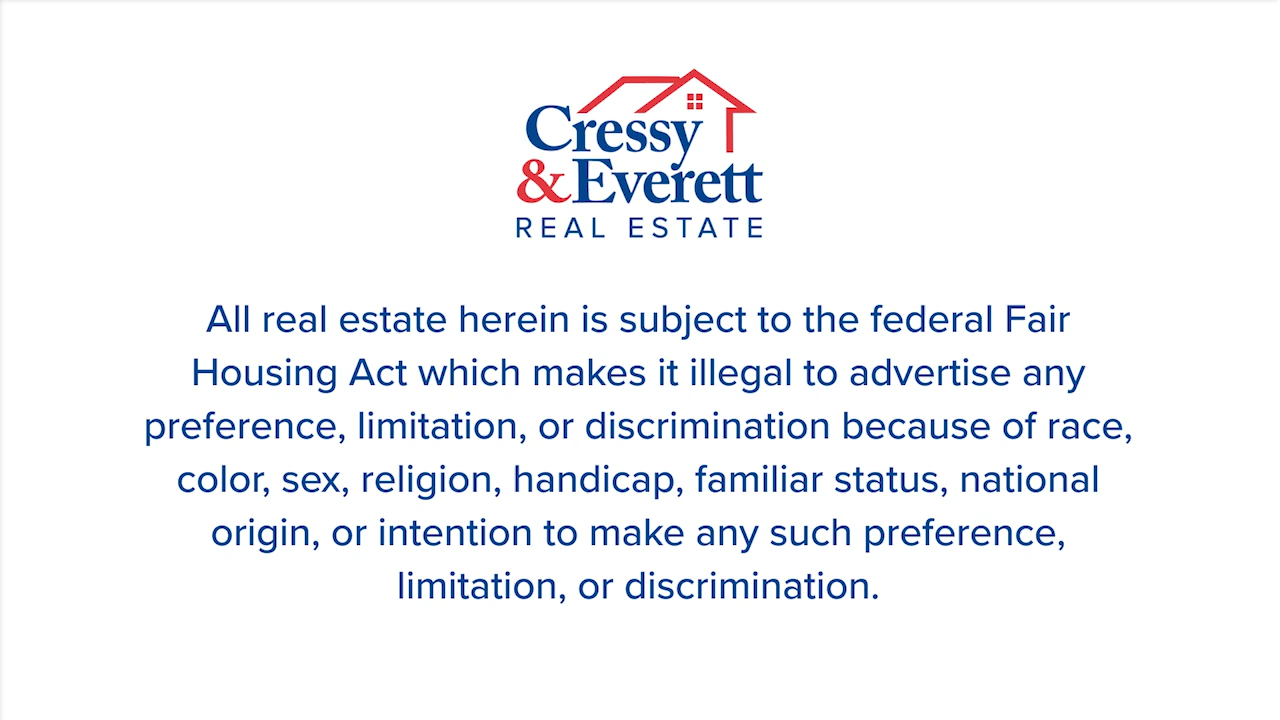 Cressy
& Everett
REAL ESTATE
All real estate herein is subject to the federal Fair
Housing Act which makes it illegal to advertise any
preference, limitation, or discrimination because of race,
color, sex, religion, handicap, familiar status, national
origin, or intention to make any such preference,
limitation, or discrimination.